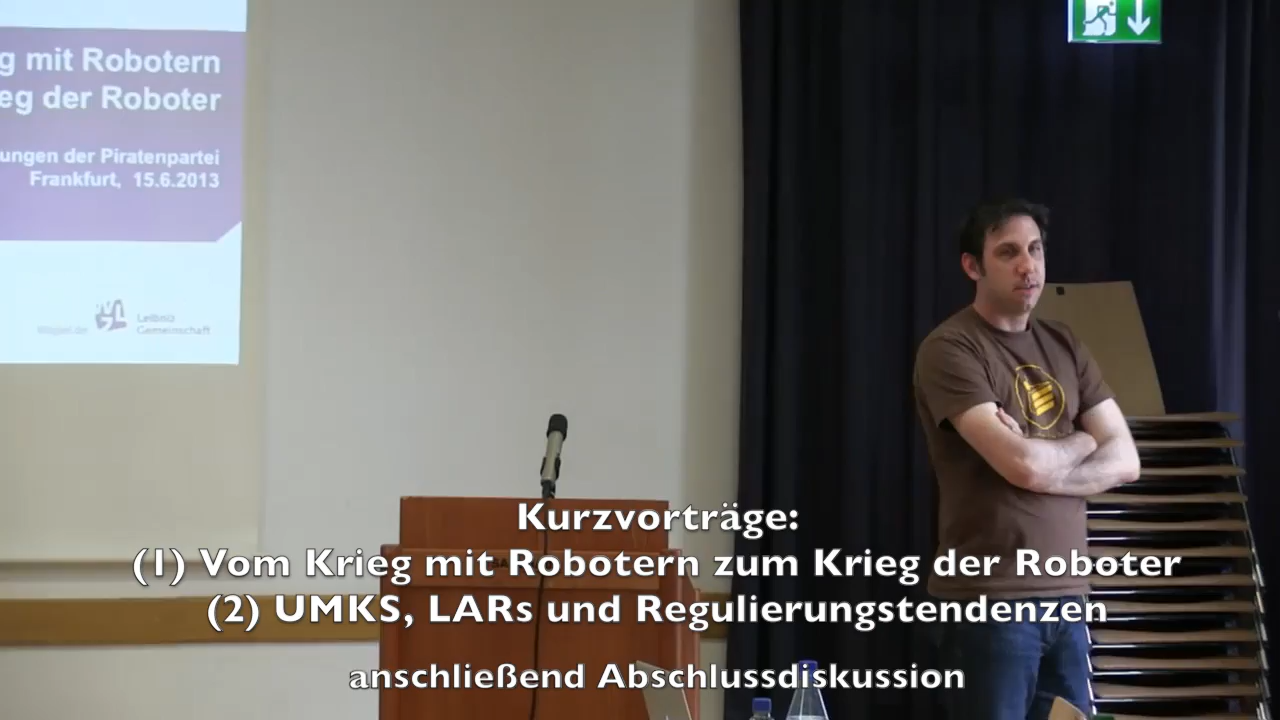 g mit Robotern
eg der Roboter
ungen der Piratenpartei
Frankfurt, 15.6.2013
Leibniz
Gemeinschaft
Kurzvorträge:
(1) Vom Krieg mit Robotern zum Krieg der Roboter
(2) UMKS, LARs und Regulierungstendenzen
anschließend Abschlussdiskussion